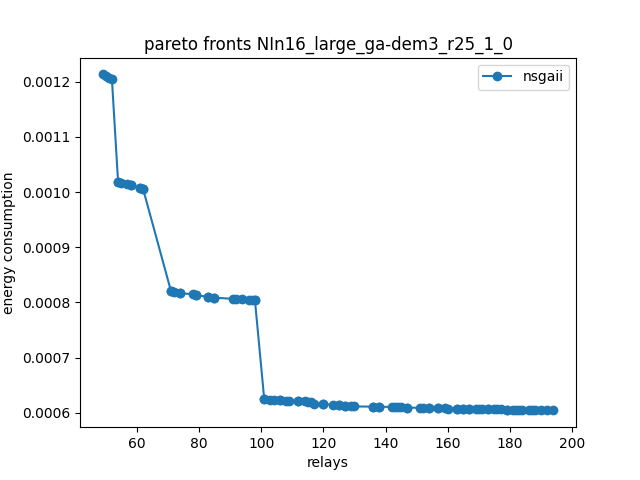 pareto fronts NIn16_large_ga-dem3_r25_1_0
nsgaii
0.0012
0.0011
0.0010
0.0009
0.0008
0.0007
0.0006
energy consumption
60 80 100 120 140 160 180 200
relays